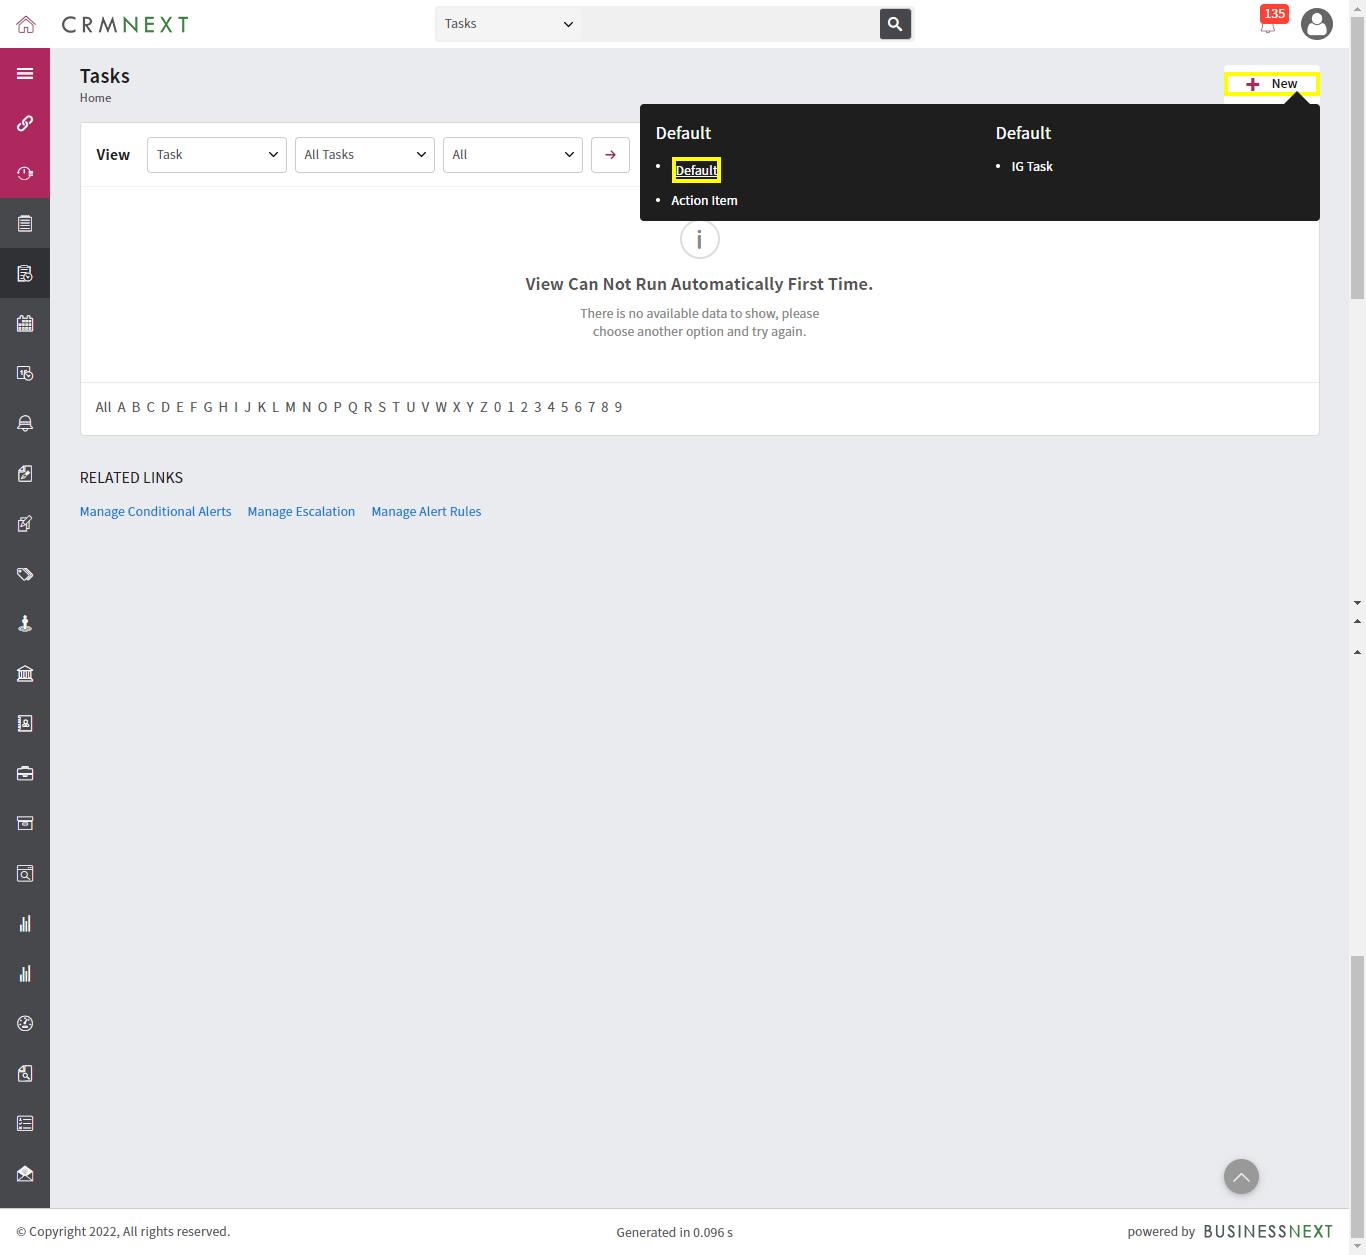 CRMNEXT
Tasks
135
Tasks
Home
New
View
Task
All Tasks
All
Default
Default
Action Item
Default
IG Task
View Can Not Run Automatically First Time.
There is no available data to show, please
choose another option and try again.
All A B C D E F G H I J K L M N O P Q R S T U V W X Y Z 0 1 2 3 4 5 6 7 8 9
RELATED LINKS
Manage Conditional Alerts Manage Escalation Manage Alert Rules
© Copyright 2022, All rights reserved.
Generated in 0.096 s
powered by BUSINESSNEXT